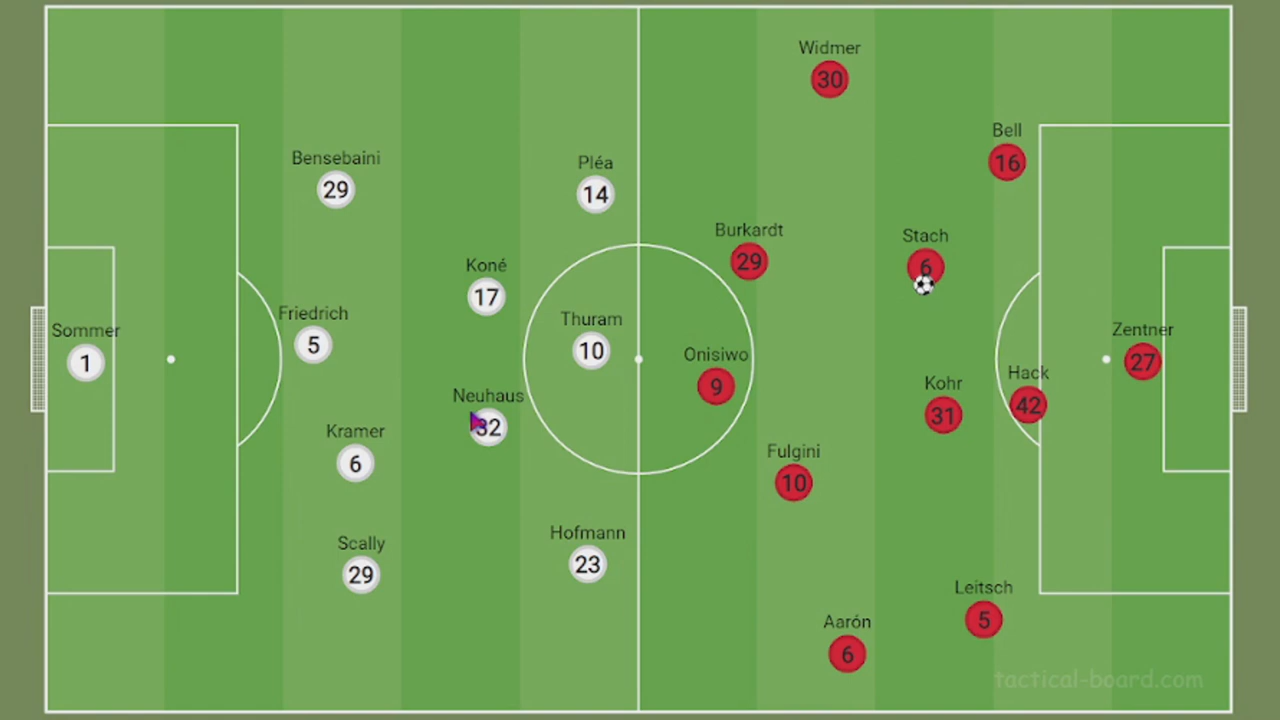 Widmer
30
Bell
16
Bensebaini
29
Pléa
14
Burkardt
29
Stach
6
Koné
17
Friedrich
5
Thuram
10
Sommer
1
Onisiwo
9
Zentner
27
Neuhaus
32
Kohr
31
Hack
42
Kramer
6
Fulgini
10
Scally
29
Hofmann
23
Leitsch
5
Aarón
6
tactical-board.com